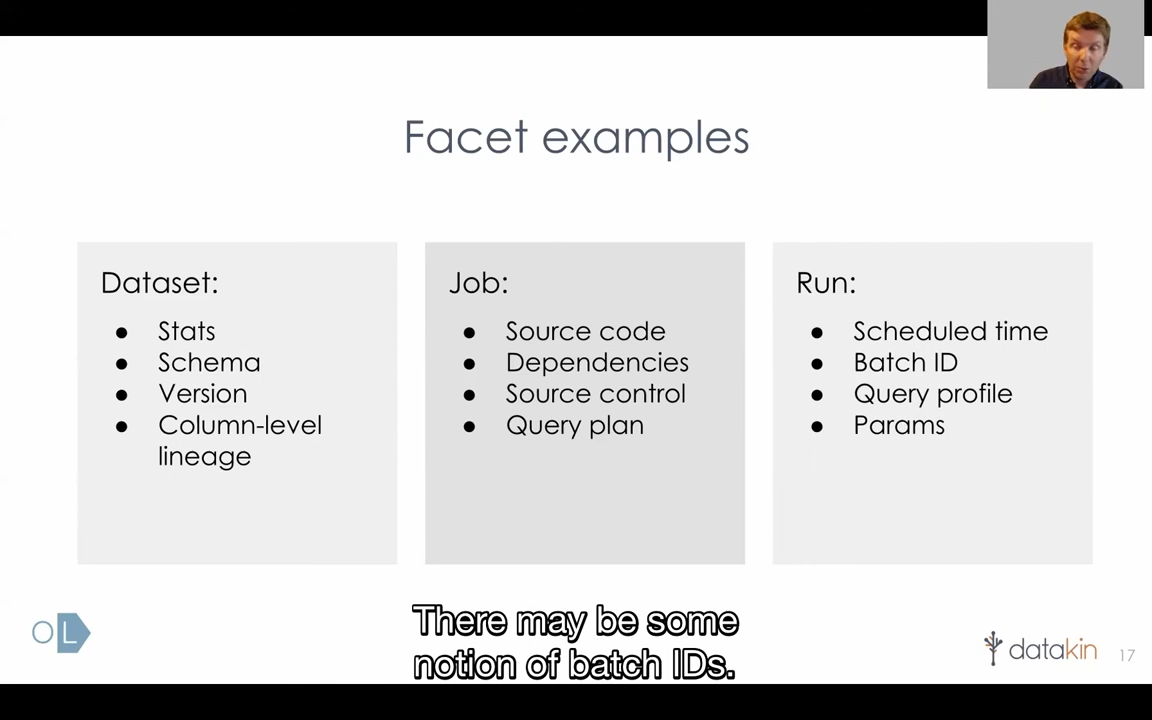 Facet examples
Dataset:
● Stats
● Schema
● Version
● Column-level
lineage
Job:
● Source code
● Dependencies
● Source control
● Query plan
Run:
● Scheduled time
● Batch ID
● Query profile
● Params
OL
There may be some
notion of batch IDs.
datakin
17